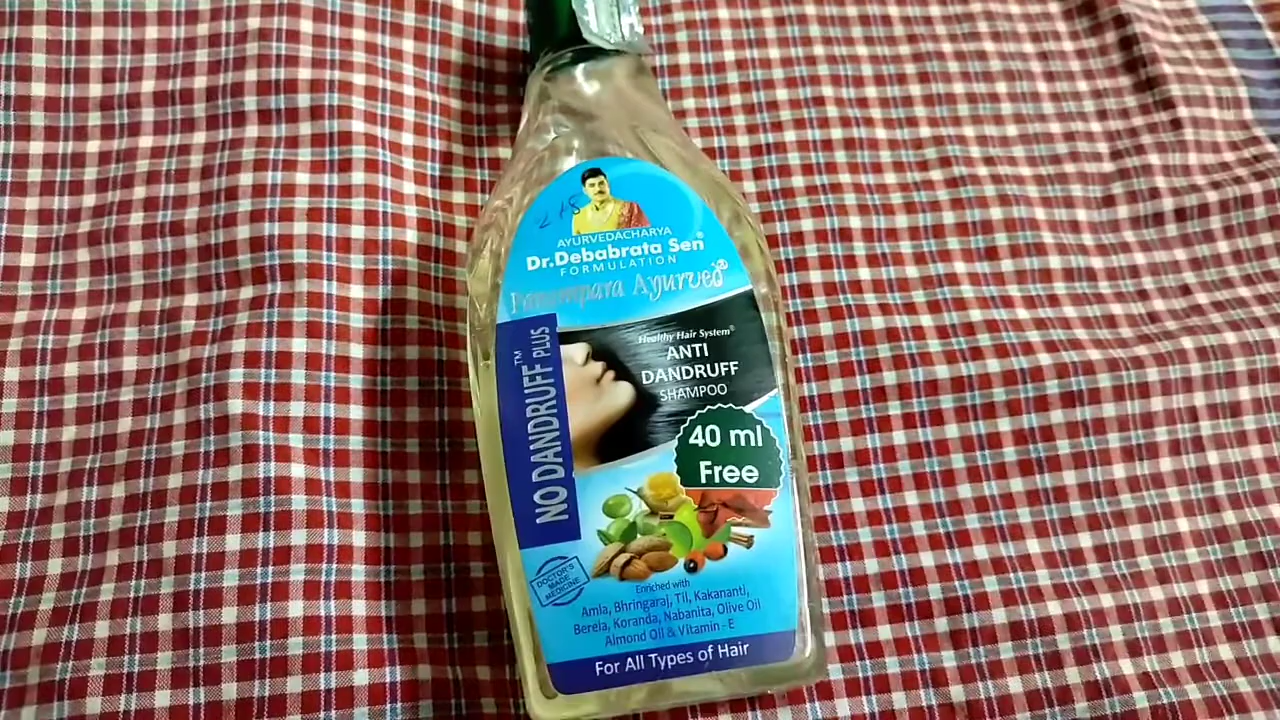 AYURVEDACHARYA
Dr.Debabrata Sen®
FORMULATION
Parampara Ayurved®
Healthy Hair System®
ANTI
DANDRUFF
SHAMPOO
NO DANDRUFF™ PLUS
40 ml
Free
DOCTOR'S
MADE
MEDICINE
Enriched with
Amla, Bhringaraj, Til, Kakananti,
Berela, Koranda, Nabanita, Olive Oil
Almond Oil & Vitamin - E
For All Types of Hair